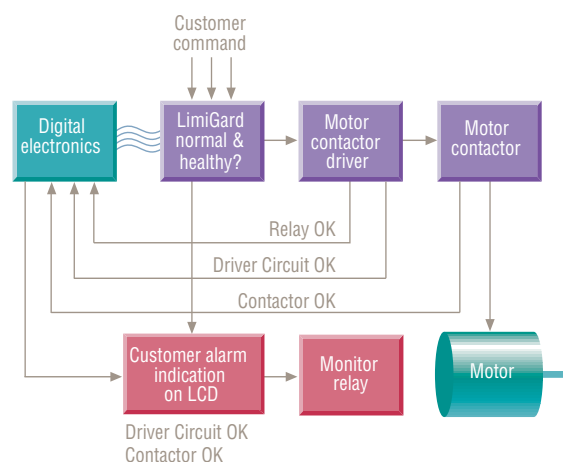 Customer
command
Digital
electronics
LimiGard
normal &
healthy?
Motor
contactor
driver
Motor
contactor
Relay OK
Driver Circuit OK
Contactor OK
Customer alarm
indication
on LCD
Monitor
relay
Motor
Driver Circuit OK
Contactor OK